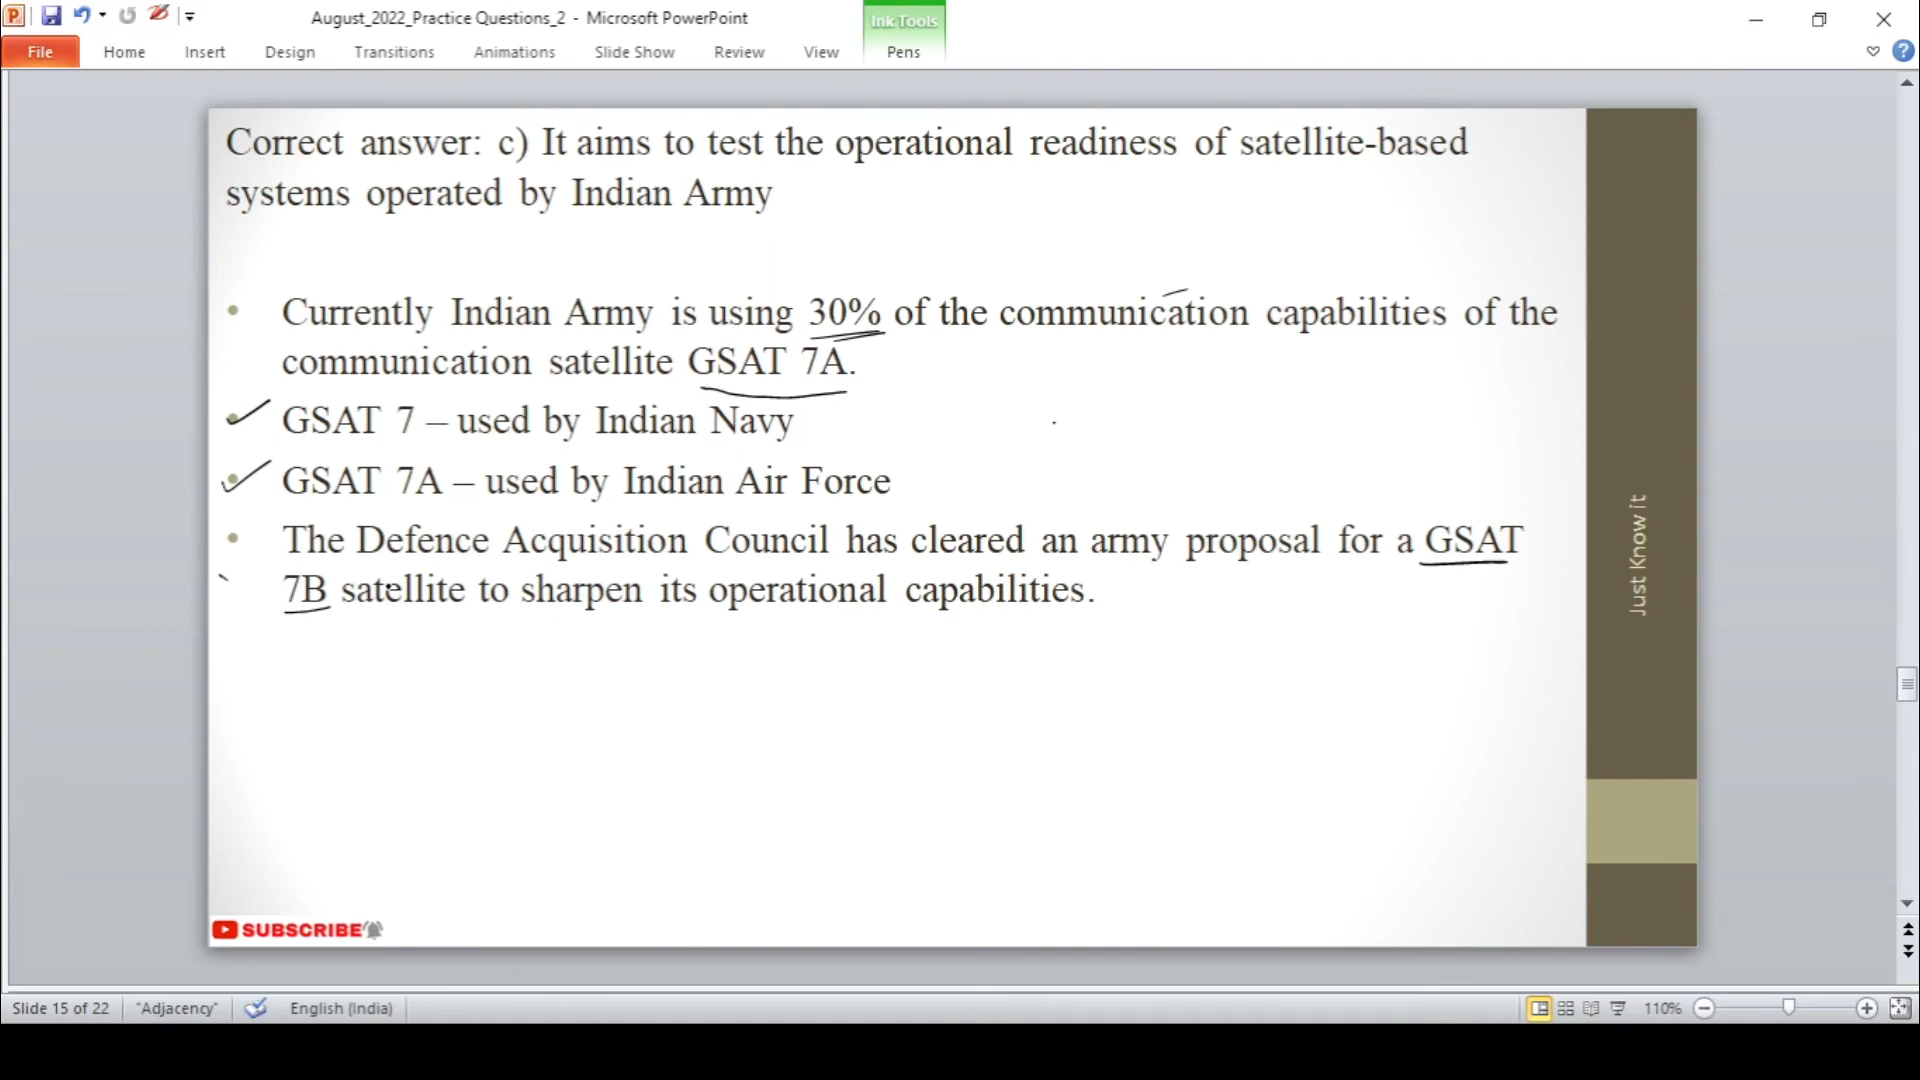 August_2022_Practice Questions_2 - Microsoft PowerPoint
Ink Tools
File Home Insert Design Transitions Animations Slide Show Review View Pens
Correct answer: c) It aims to test the operational readiness of satellite-based
systems operated by Indian Army
• Currently Indian Army is using 30% of the communication capabilities of the
communication satellite GSAT 7A.
• GSAT 7 – used by Indian Navy
• GSAT 7A – used by Indian Air Force
• The Defence Acquisition Council has cleared an army proposal for a GSAT
7B satellite to sharpen its operational capabilities.
Just Know it
SUBSCRIBE
Slide 15 of 22 "Adjacency" English (India) 110%